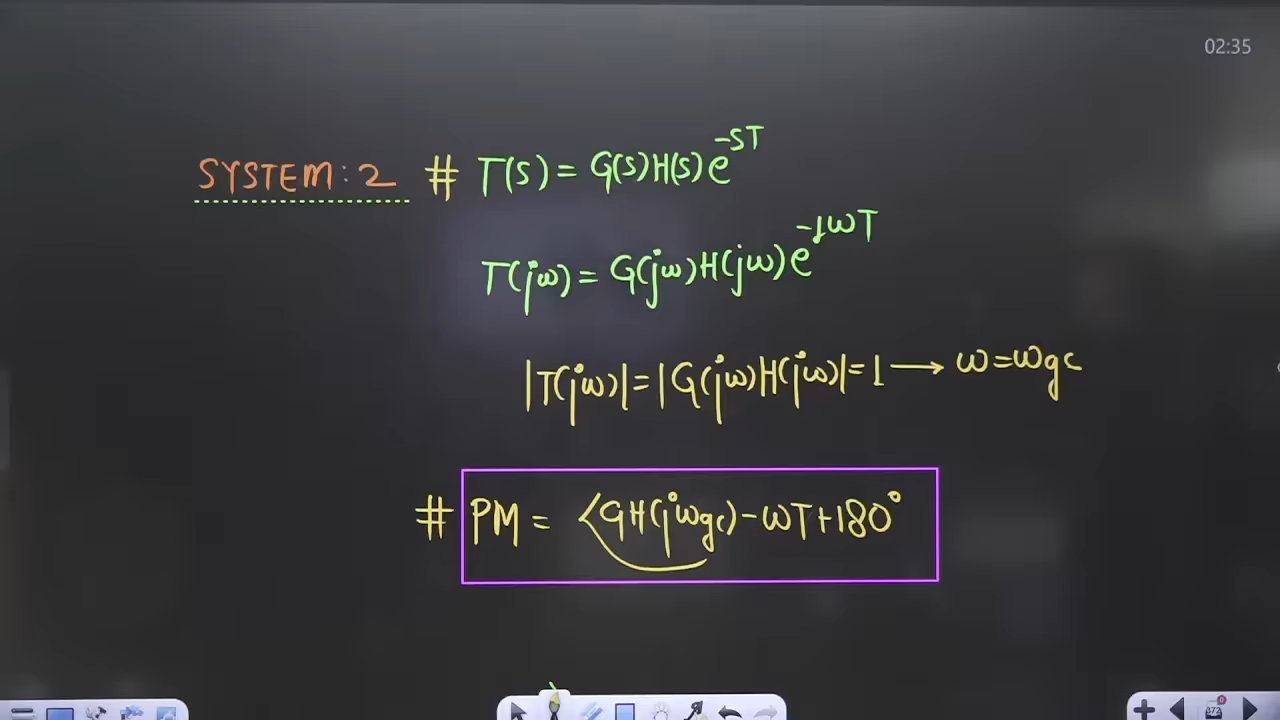 02:35
SYSTEM: 2 # T(s) = G(s)H(s)e^-sT
T(jω) = G(jω)H(jω)e^-jωT
|T(jω)| = |G(jω)H(jω)| = 1 → ω = ωgc
# PM = ∠GH(jωgc) - ωT + 180°